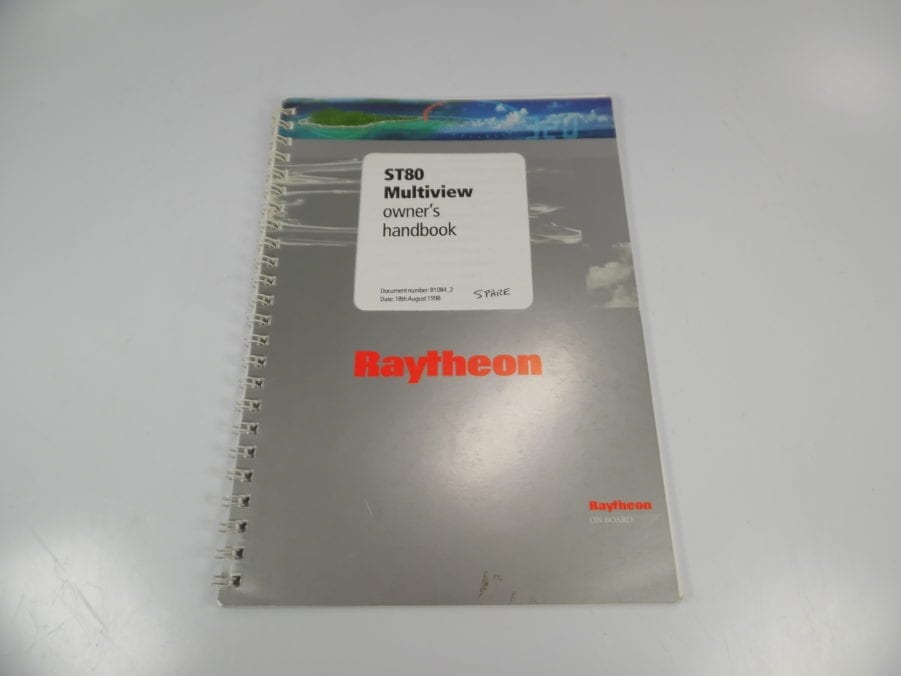 ST80
Multiview
owner's
handbook
Document number: 81084_2
Date: 18th August 1998
SPARE
Raytheon
Raytheon
ON BOARD